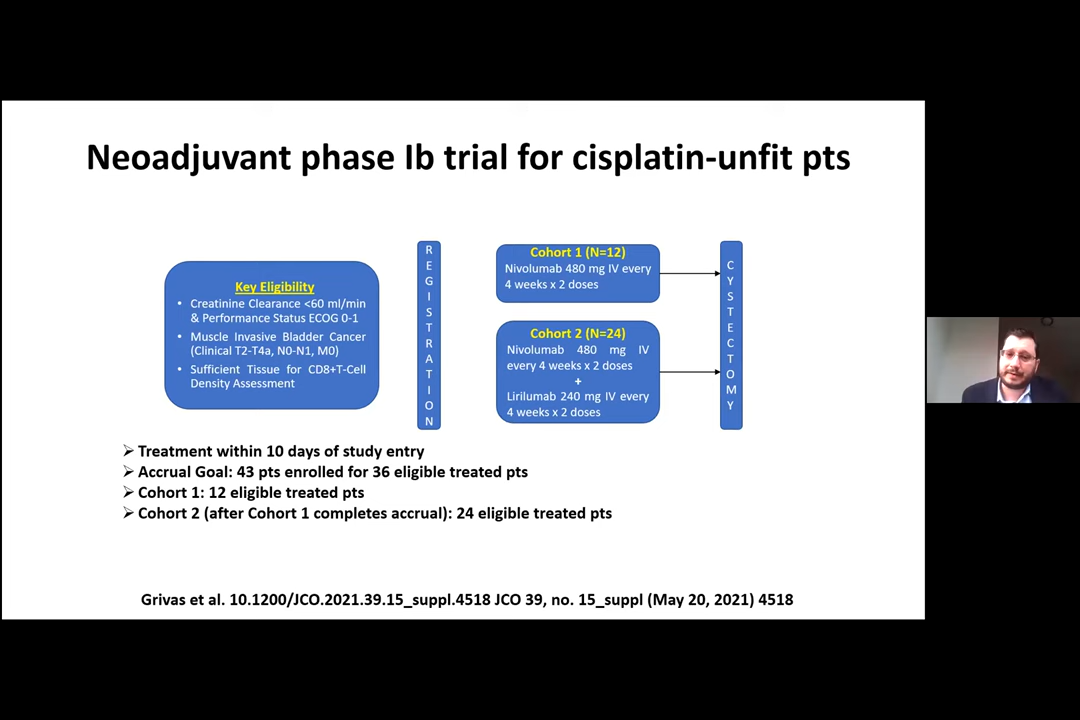 Neoadjuvant phase Ib trial for cisplatin-unfit pts
Key Eligibility
• Creatinine Clearance <60 ml/min
& Performance Status ECOG 0-1
• Muscle Invasive Bladder Cancer
(Clinical T2-T4a, N0-N1, M0)
• Sufficient Tissue for CD8+T-Cell
Density Assessment
REGISTRATION
Cohort 1 (N=12)
Nivolumab 480 mg IV every
4 weeks x 2 doses
Cohort 2 (N=24)
Nivolumab 480 mg IV
every 4 weeks x 2 doses
+
Lirilumab 240 mg IV every
4 weeks x 2 doses
CYSTECTOMY
➢ Treatment within 10 days of study entry
➢ Accrual Goal: 43 pts enrolled for 36 eligible treated pts
➢ Cohort 1: 12 eligible treated pts
➢ Cohort 2 (after Cohort 1 completes accrual): 24 eligible treated pts
Grivas et al. 10.1200/JCO.2021.39.15_suppl.4518 JCO 39, no. 15_suppl (May 20, 2021) 4518